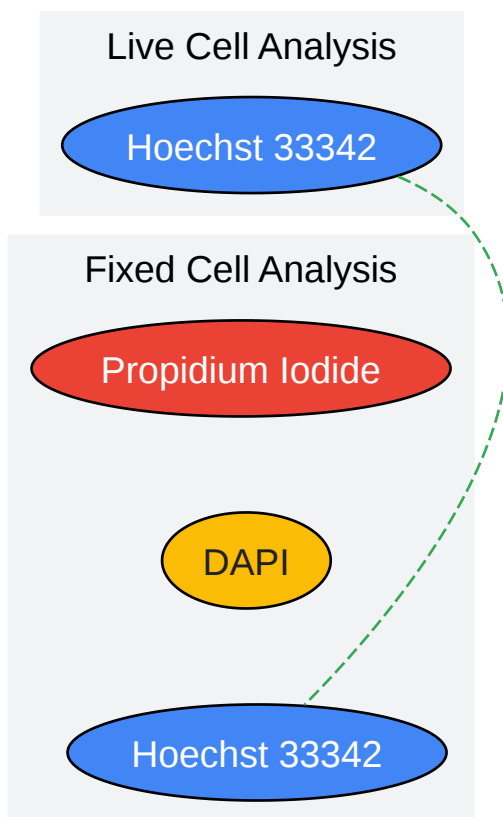 Live Cell Analysis
Hoechst 33342
Fixed Cell Analysis
Propidium Iodide
DAPI
Hoechst 33342